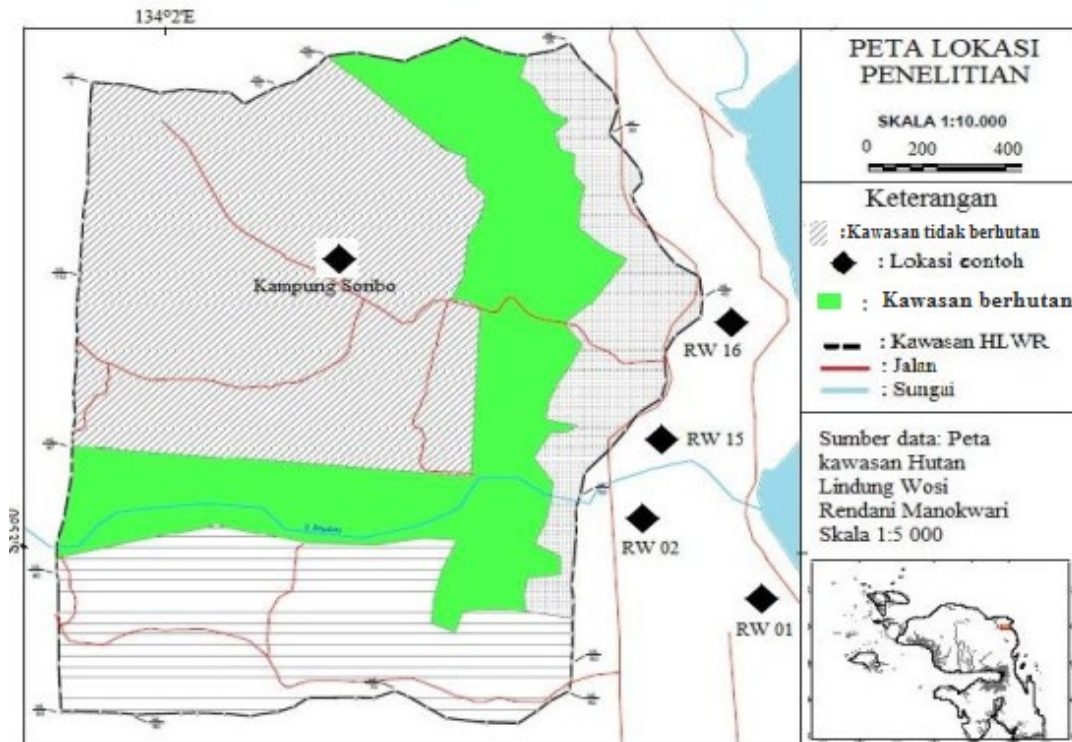 134°2'E
PETA LOKASI
PENELITIAN
SKALA 1:10.000
0 200 400
Keterangan
:Kawasan tidak berhutan
: Lokasi contoh
: Kawasan berhutan
: Kawasan HLWR
: Jalan
: Sungai
Sumber data: Peta
kawasan Hutan
Lindung Wosi
Rendani Manokwari
Skala 1:5 000
Kampung Soribo
RW 16
RW 15
RW 02
RW 01